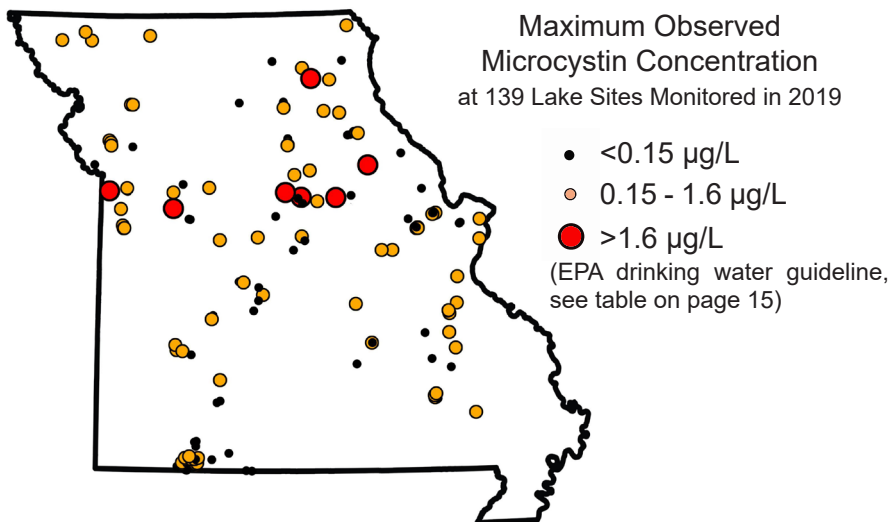 Maximum Observed
Microcystin Concentration
at 139 Lake Sites Monitored in 2019
<0.15 µg/L
0.15 - 1.6 µg/L
>1.6 µg/L
(EPA drinking water guideline,
see table on page 15)